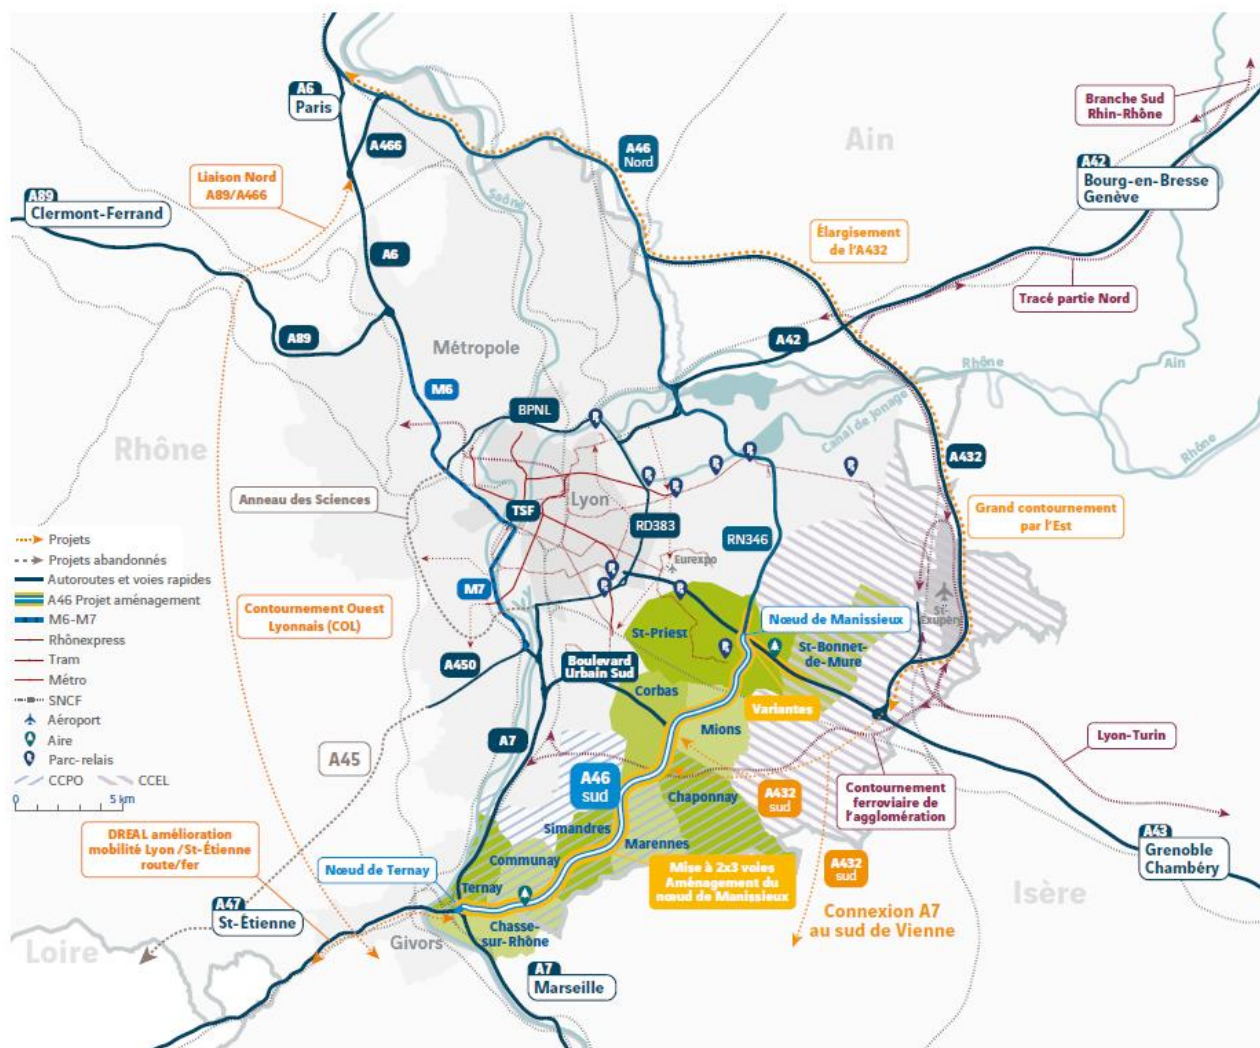 A6
Paris
A466
A46
Nord
Ain
Branche Sud
Rhin-Rhône
A42
Bourg-en-Bresse
Genève
Liaison Nord
A89/A466
A89
Clermont-Ferrand
Saône
Élargisement
de l'A432
A6
Tracé partie Nord
A89
A42
Métropole
Rhône
Ain
M6
BPNL
Canal de Jonage
Rhône
Rhône
A432
Anneau des Sciences
Lyon
TSF
RD383
RN346
Grand contournement
par l'Est
Eurexpo
Projets
Projets abandonnés
Autoroutes et voies rapides
A46 Projet aménagement
M6-M7
Rhônexpress
Tram
Métro
SNCF
Aéroport
Aire
Parc-relais
CCPO
CCEL
0
5 km
M7
Contournement Ouest
Lyonnais (COL)
St-
Exupéry
Nœud de Manissieux
St-Priest
St-Bonnet-
de-Mure
A450
Boulevard
Urbain Sud
Corbas
Variantes
Mions
A7
Lyon-Turin
A45
A46
sud
Chaponnay
A432
sud
Contournement
ferroviaire de
l'agglomération
Simandres
Marennes
DREAL amélioration
mobilité Lyon /St-Étienne
route/fer
Communay
Nœud de Ternay
Ternay
Mise à 2x3 voies
Aménagement du
nœud de Manissieux
A432
sud
A43
Grenoble
Chambéry
Isère
A47
St-Étienne
Connexion A7
au sud de Vienne
Chasse-
sur-Rhône
Givors
Loire
A7
Marseille